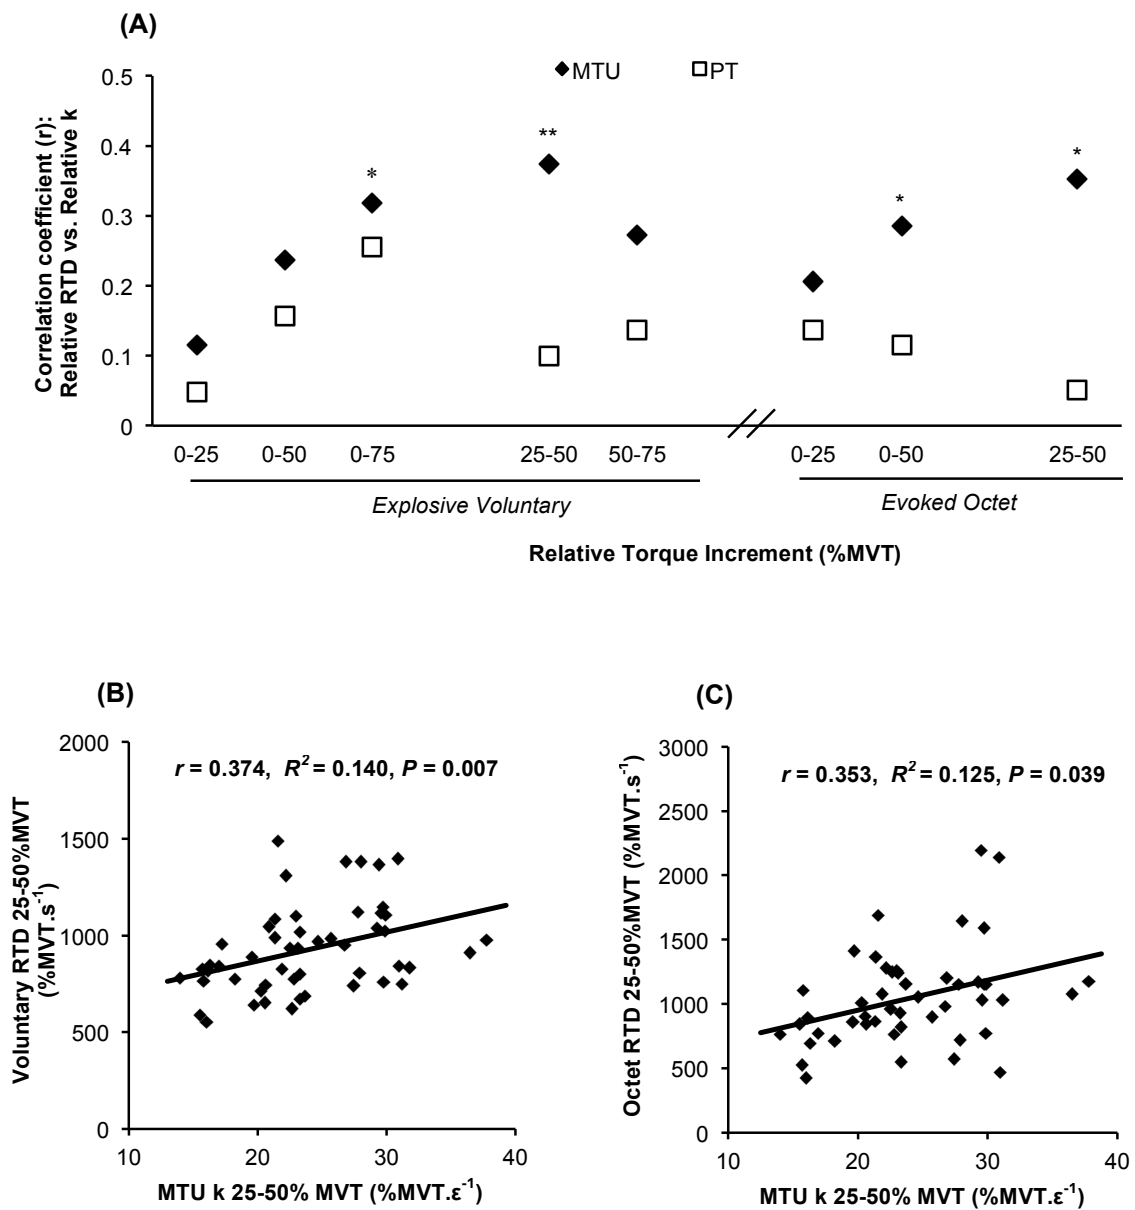 (A)
MTU PT
Correlation coefficient (r):
Relative RTD vs. Relative k
0.5
0.4
0.3
0.2
0.1
0
*
**
*
*
0-25 0-50 0-75 25-50 50-75 0-25 0-50 25-50
Explosive Voluntary Evoked Octet
Relative Torque Increment (%MVT)
(B)
r = 0.374, R² = 0.140, P = 0.007
Voluntary RTD 25-50%MVT
(%MVT.s⁻¹)
2000
1500
1000
500
0
10 20 30 40
MTU k 25-50% MVT (%MVT.ε⁻¹)
(C)
r = 0.353, R² = 0.125, P = 0.039
Octet RTD 25-50%MVT (%MVT.s⁻¹)
3000
2500
2000
1500
1000
500
0
10 20 30 40
MTU k 25-50% MVT (%MVT.ε⁻¹)